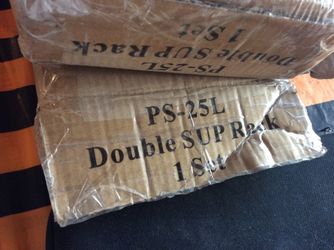 1 Set
Double SUP Rack
PS-25L
PS-25L
Double SUP Rack
1 Set